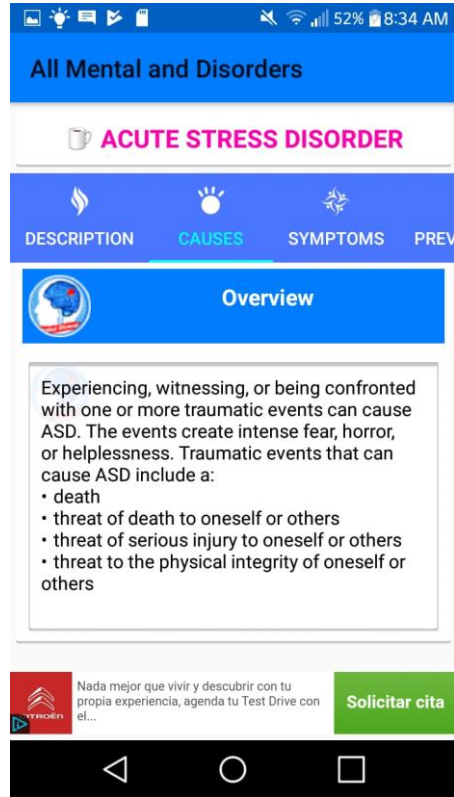 52% 8:34 AM
All Mental and Disorders
ACUTE STRESS DISORDER
DESCRIPTION CAUSES SYMPTOMS PREV
Overview
Experiencing, witnessing, or being confronted
with one or more traumatic events can cause
ASD. The events create intense fear, horror,
or helplessness. Traumatic events that can
cause ASD include a:
• death
• threat of death to oneself or others
• threat of serious injury to oneself or others
• threat to the physical integrity of oneself or
others
Nada mejor que vivir y descubrir con tu
propia experiencia, agenda tu Test Drive con
el...
CITROËN
Solicitar cita